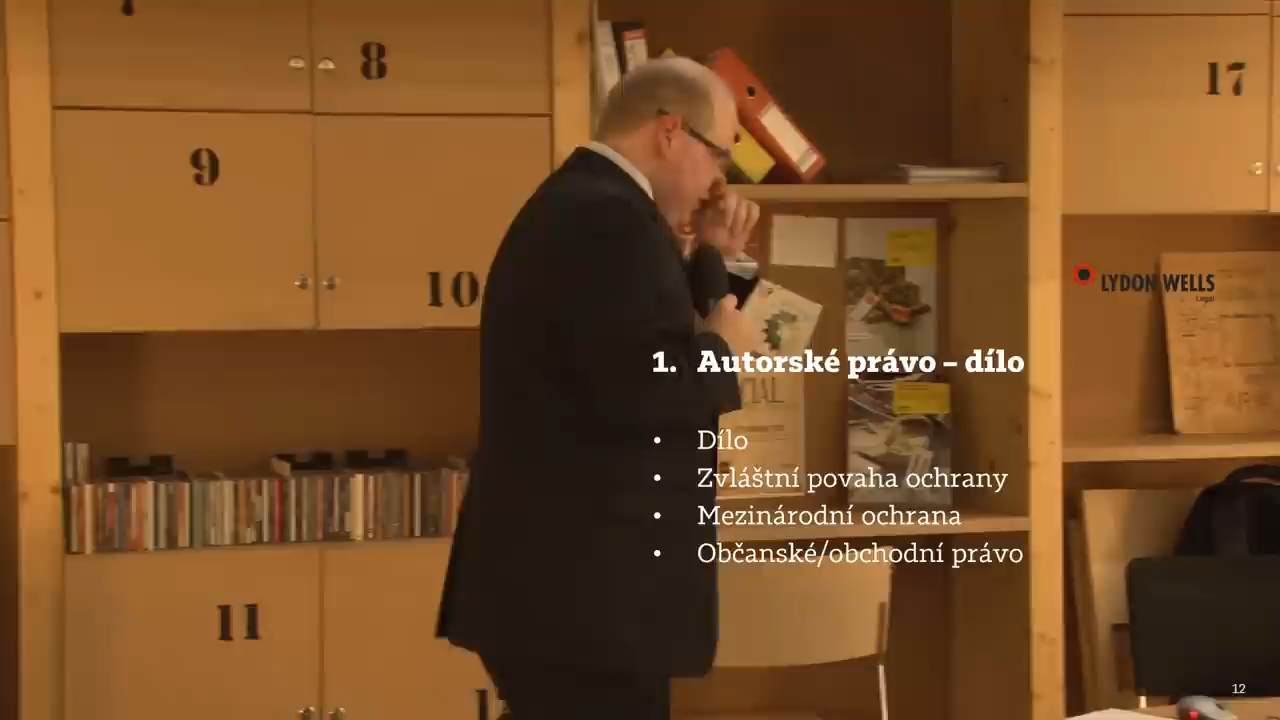 8
17
9
10
LYDON WELLS
Legal
1. Autorské právo – dílo
• Dílo
• Zvláštní povaha ochrany
• Mezinárodní ochrana
• Občanské/obchodní právo
11
12